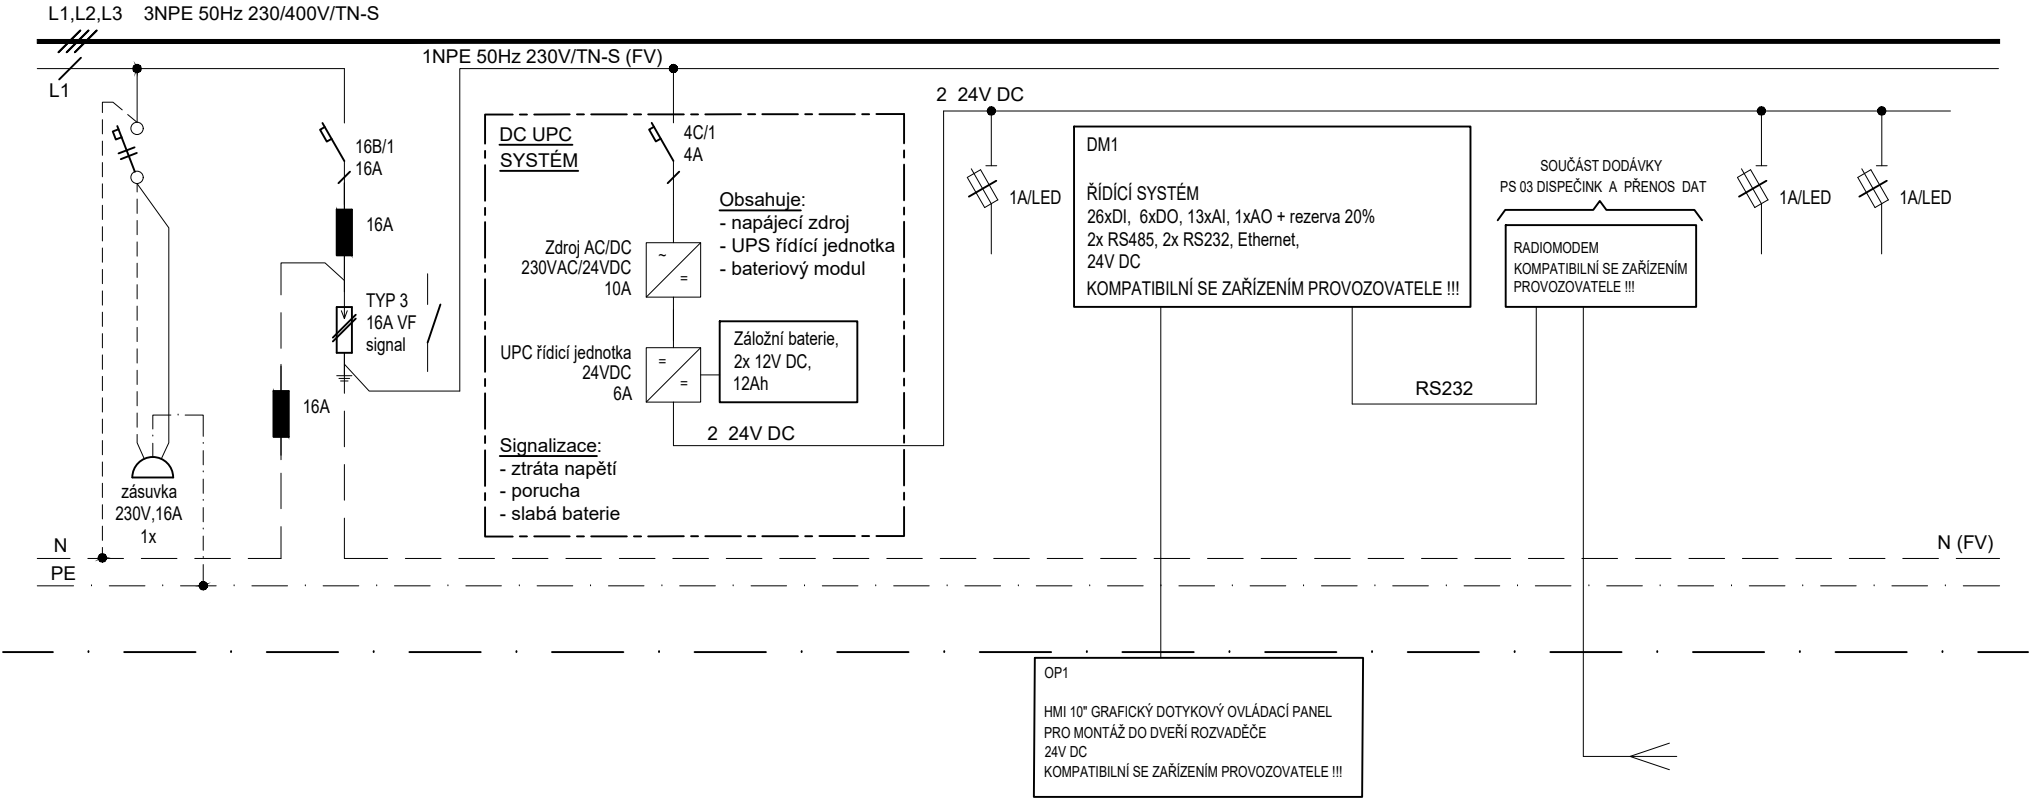 L1,L2,L3 3NPE 50Hz 230/400V/TN-S
L1
1NPE 50Hz 230V/TN-S (FV)
2 24V DC
16B/1
16A
16A
TYP 3
16A VF
signal
16A
zásuvka
230V,16A
1x
DC UPC
SYSTÉM
4C/1
4A
Obsahuje:
- napájecí zdroj
- UPS řídící jednotka
- bateriový modul
Zdroj AC/DC
230VAC/24VDC
10A
~
=
UPC řídicí jednotka
24VDC
6A
=
=
Záložní baterie,
2x 12V DC,
12Ah
2 24V DC
Signalizace:
- ztráta napětí
- porucha
- slabá baterie
1A/LED
DM1
ŘÍDÍCÍ SYSTÉM
26xDI, 6xDO, 13xAI, 1xAO + rezerva 20%
2x RS485, 2x RS232, Ethernet,
24V DC
KOMPATIBILNÍ SE ZAŘÍZENÍM PROVOZOVATELE !!!
SOUČÁST DODÁVKY
PS 03 DISPEČINK A PŘENOS DAT
RADIOMODEM
KOMPATIBILNÍ SE ZAŘÍZENÍM
PROVOZOVATELE !!!
1A/LED
1A/LED
RS232
N
N (FV)
PE
OP1
HMI 10" GRAFICKÝ DOTYKOVÝ OVLÁDACÍ PANEL
PRO MONTÁŽ DO DVEŘÍ ROZVADĚČE
24V DC
KOMPATIBILNÍ SE ZAŘÍZENÍM PROVOZOVATELE !!!